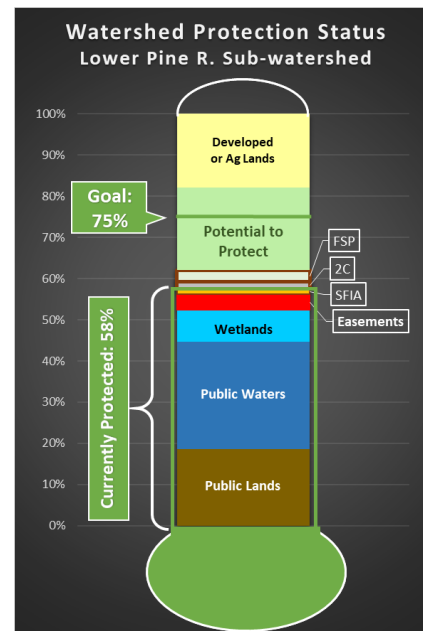 Watershed Protection Status
Lower Pine R. Sub-watershed
100%
90%
80%
70%
60%
50%
40%
30%
20%
10%
0%
Goal:
75%
Currently Protected: 58%
Developed
or Ag Lands
Potential to
Protect
Wetlands
Public Waters
Public Lands
FSP
2C
SFIA
Easements